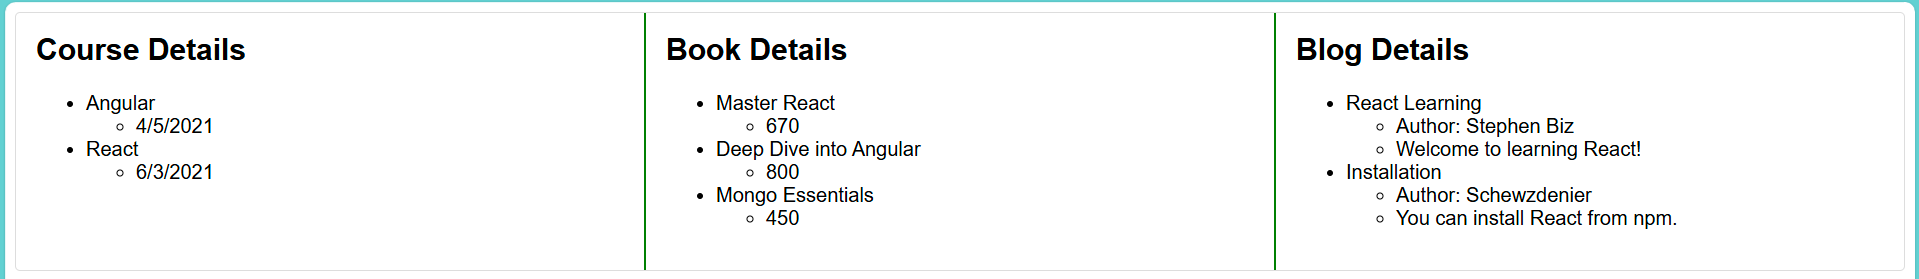 Course Details
Angular
4/5/2021
React
6/3/2021
Book Details
Master React
670
Deep Dive into Angular
800
Mongo Essentials
450
Blog Details
React Learning
Author: Stephen Biz
Welcome to learning React!
Installation
Author: Schewzdenier
You can install React from npm.